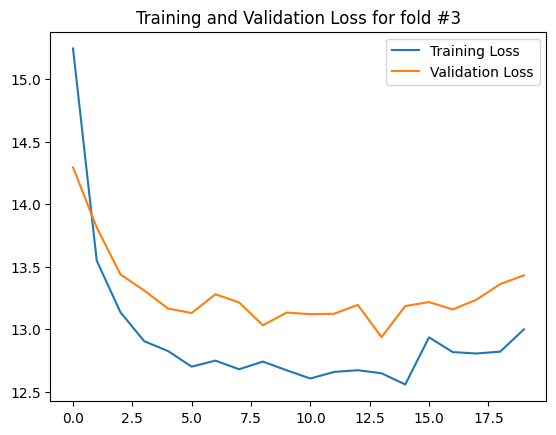 Training and Validation Loss for fold #3
Training Loss
Validation Loss
15.0
14.5
14.0
13.5
13.0
12.5
0.0 2.5 5.0 7.5 10.0 12.5 15.0 17.5